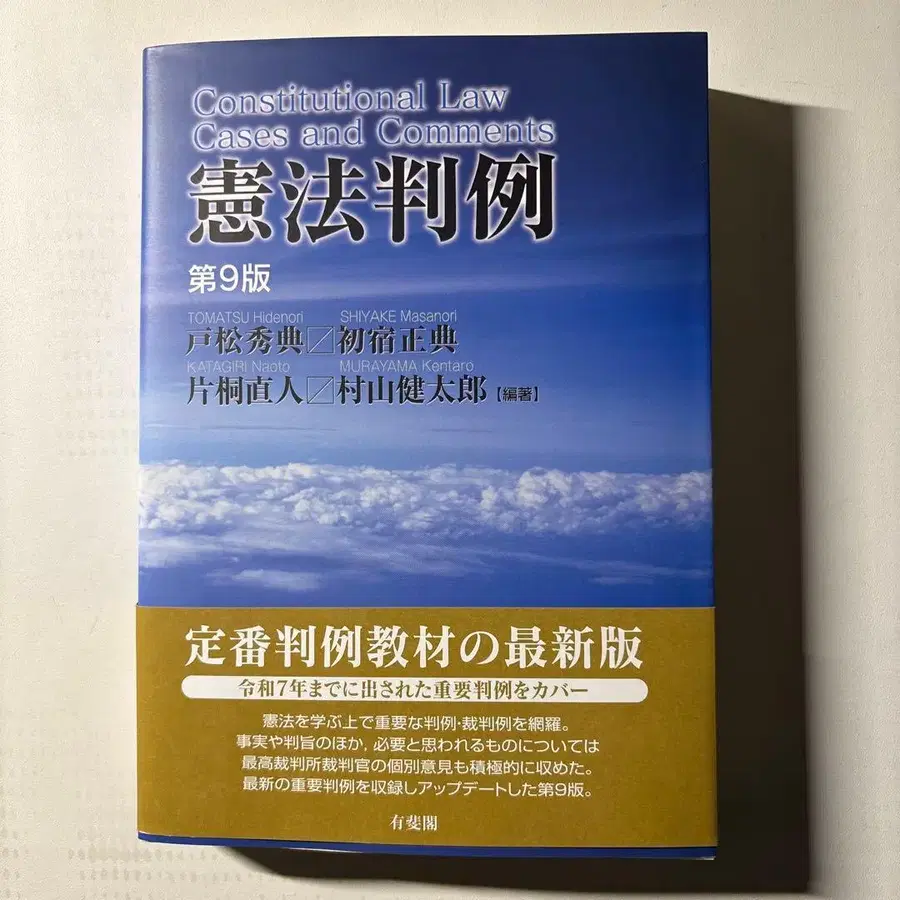 Constitutional Law
Cases and Comments
憲法判例
第9版
TOMATSU Hidenori SHIYAKE Masanori
戸松秀典／初宿正典
KATAGIRI Naoto MURAYAMA Kentaro
片桐直人／村山健太郎【編著】
定番判例教材の最新版
令和7年までに出された重要判例をカバー
憲法を学ぶ上で重要な判例・裁判例を網羅。
事実や判旨のほか，必要と思われるものについては
最高裁判所裁判官の個別意見も積極的に収めた。
最新の重要判例を収録しアップデートした第9版。
有斐閣